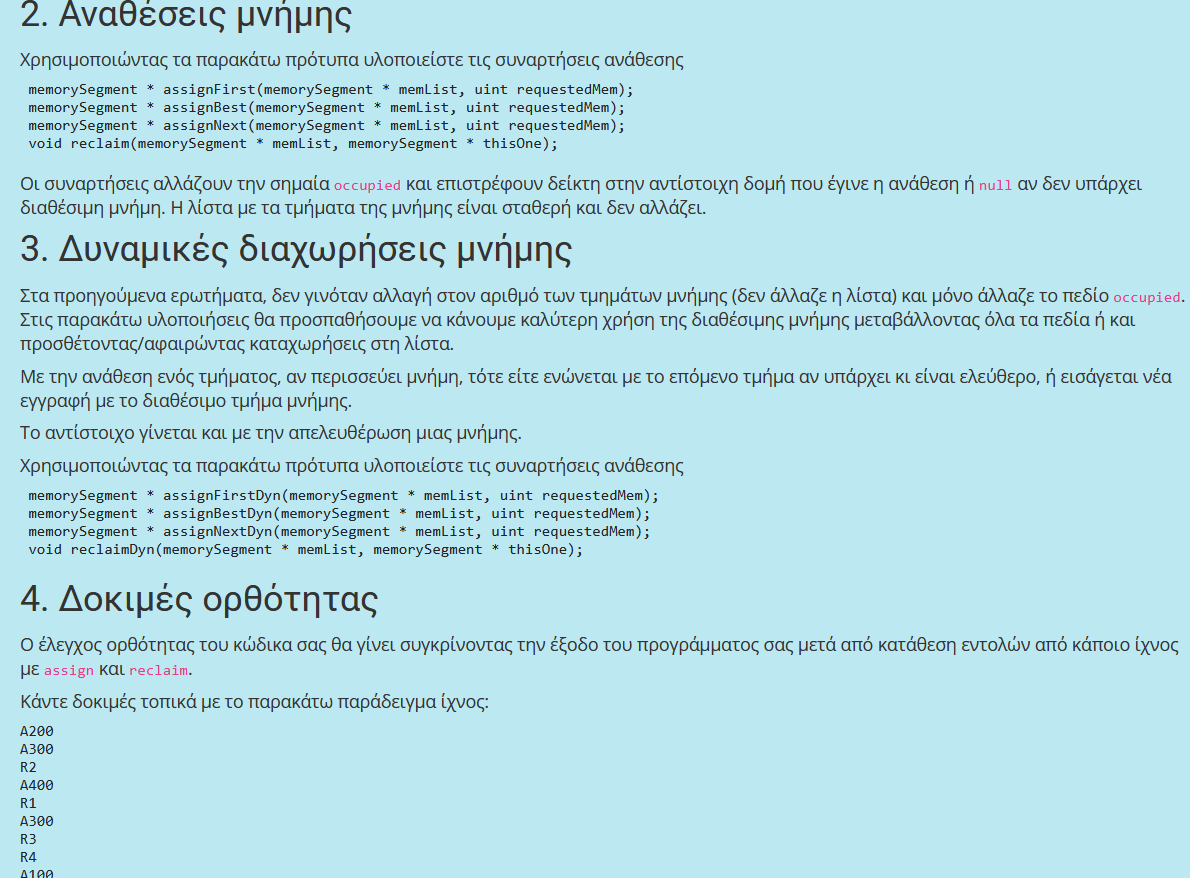 2. Αναθέσεις μνήμης
Χρησιμοποιώντας τα παρακάτω πρότυπα υλοποιείστε τις συναρτήσεις ανάθεσης
memorySegment * assignFirst(memorySegment * memList, uint requestedMem);
memorySegment * assignBest(memorySegment * memList, uint requestedMem);
memorySegment * assignNext(memorySegment * memList, uint requestedMem);
void reclaim(memorySegment * memList, memorySegment * thisOne);
Οι συναρτήσεις αλλάζουν την σημαία occupied και επιστρέφουν δείκτη στην αντίστοιχη δομή που έγινε η ανάθεση ή null αν δεν υπάρχει
διαθέσιμη μνήμη. Η λίστα με τα τμήματα της μνήμης είναι σταθερή και δεν αλλάζει.
3. Δυναμικές διαχωρήσεις μνήμης
Στα προηγούμενα ερωτήματα, δεν γινόταν αλλαγή στον αριθμό των τμημάτων μνήμης (δεν άλλαζε η λίστα) και μόνο άλλαζε το πεδίο occupied.
Στις παρακάτω υλοποιήσεις θα προσπαθήσουμε να κάνουμε καλύτερη χρήση της διαθέσιμης μνήμης μεταβάλλοντας όλα τα πεδία ή και
προσθέτοντας/αφαιρώντας καταχωρήσεις στη λίστα.
Με την ανάθεση ενός τμήματος, αν περισσεύει μνήμη, τότε είτε ενώνεται με το επόμενο τμήμα αν υπάρχει κι είναι ελεύθερο, ή εισάγεται νέα
εγγραφή με το διαθέσιμο τμήμα μνήμης.
Το αντίστοιχο γίνεται και με την απελευθέρωση μιας μνήμης.
Χρησιμοποιώντας τα παρακάτω πρότυπα υλοποιείστε τις συναρτήσεις ανάθεσης
memorySegment * assignFirstDyn(memorySegment * memList, uint requestedMem);
memorySegment * assignBestDyn(memorySegment * memList, uint requestedMem);
memorySegment * assignNextDyn(memorySegment * memList, uint requestedMem);
void reclaimDyn(memorySegment * memList, memorySegment * thisOne);
4. Δοκιμές ορθότητας
Ο έλεγχος ορθότητας του κώδικα σας θα γίνει συγκρίνοντας την έξοδο του προγράμματος σας μετά από κατάθεση εντολών από κάποιο ίχνος
με assign και reclaim.
Κάντε δοκιμές τοπικά με το παρακάτω παράδειγμα ίχνος:
A200
A300
R2
A400
R1
A300
R3
R4
A100